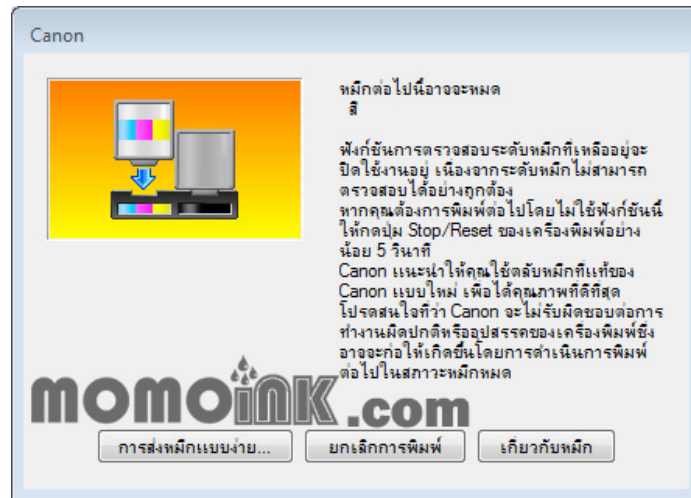 Canon
หมึกต่อไปนี้อาจจะหมด
สี
ฟังก์ชันการตรวจสอบระดับหมึกที่เหลืออยู่จะ
ปิดใช้งานอยู่ เนื่องจากระดับหมึกไม่สามารถ
ตรวจสอบได้อย่างถูกต้อง
หากคุณต้องการพิมพ์ต่อไปโดยไม่ใช้ฟังก์ชันนี้
ให้กดปุ่ม Stop/Reset ของเครื่องพิมพ์อย่าง
น้อย 5 วินาที
Canon แนะนำให้คุณใช้ตลับหมึกที่แท้ของ
Canon แบบใหม่ เพื่อได้คุณภาพที่ดีที่สุด
โปรดสนใจที่ว่า Canon จะไม่รับผิดชอบต่อการ
ทำงานผิดปกติหรืออุปสรรคของเครื่องพิมพ์ซึ่ง
อาจจะก่อให้เกิดขึ้นโดยการดำเนินการพิมพ์
ต่อไปในสภาวะหมึกหมด
momoink.com
การส่งหมึกแบบง่าย...
ยกเลิกการพิมพ์
เกี่ยวกับหมึก